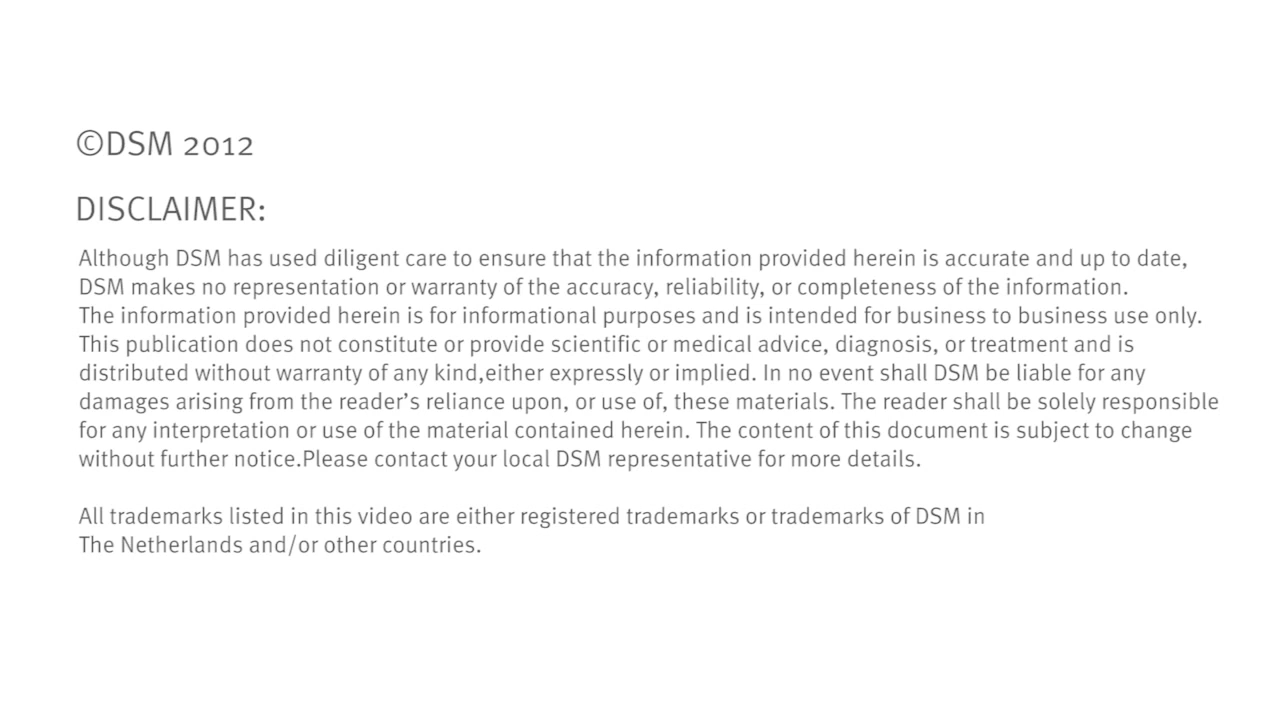 ©DSM 2012
DISCLAIMER:
Although DSM has used diligent care to ensure that the information provided herein is accurate and up to date,
DSM makes no representation or warranty of the accuracy, reliability, or completeness of the information.
The information provided herein is for informational purposes and is intended for business to business use only.
This publication does not constitute or provide scientific or medical advice, diagnosis, or treatment and is
distributed without warranty of any kind,either expressly or implied. In no event shall DSM be liable for any
damages arising from the reader’s reliance upon, or use of, these materials. The reader shall be solely responsible
for any interpretation or use of the material contained herein. The content of this document is subject to change
without further notice.Please contact your local DSM representative for more details.
All trademarks listed in this video are either registered trademarks or trademarks of DSM in
The Netherlands and/or other countries.